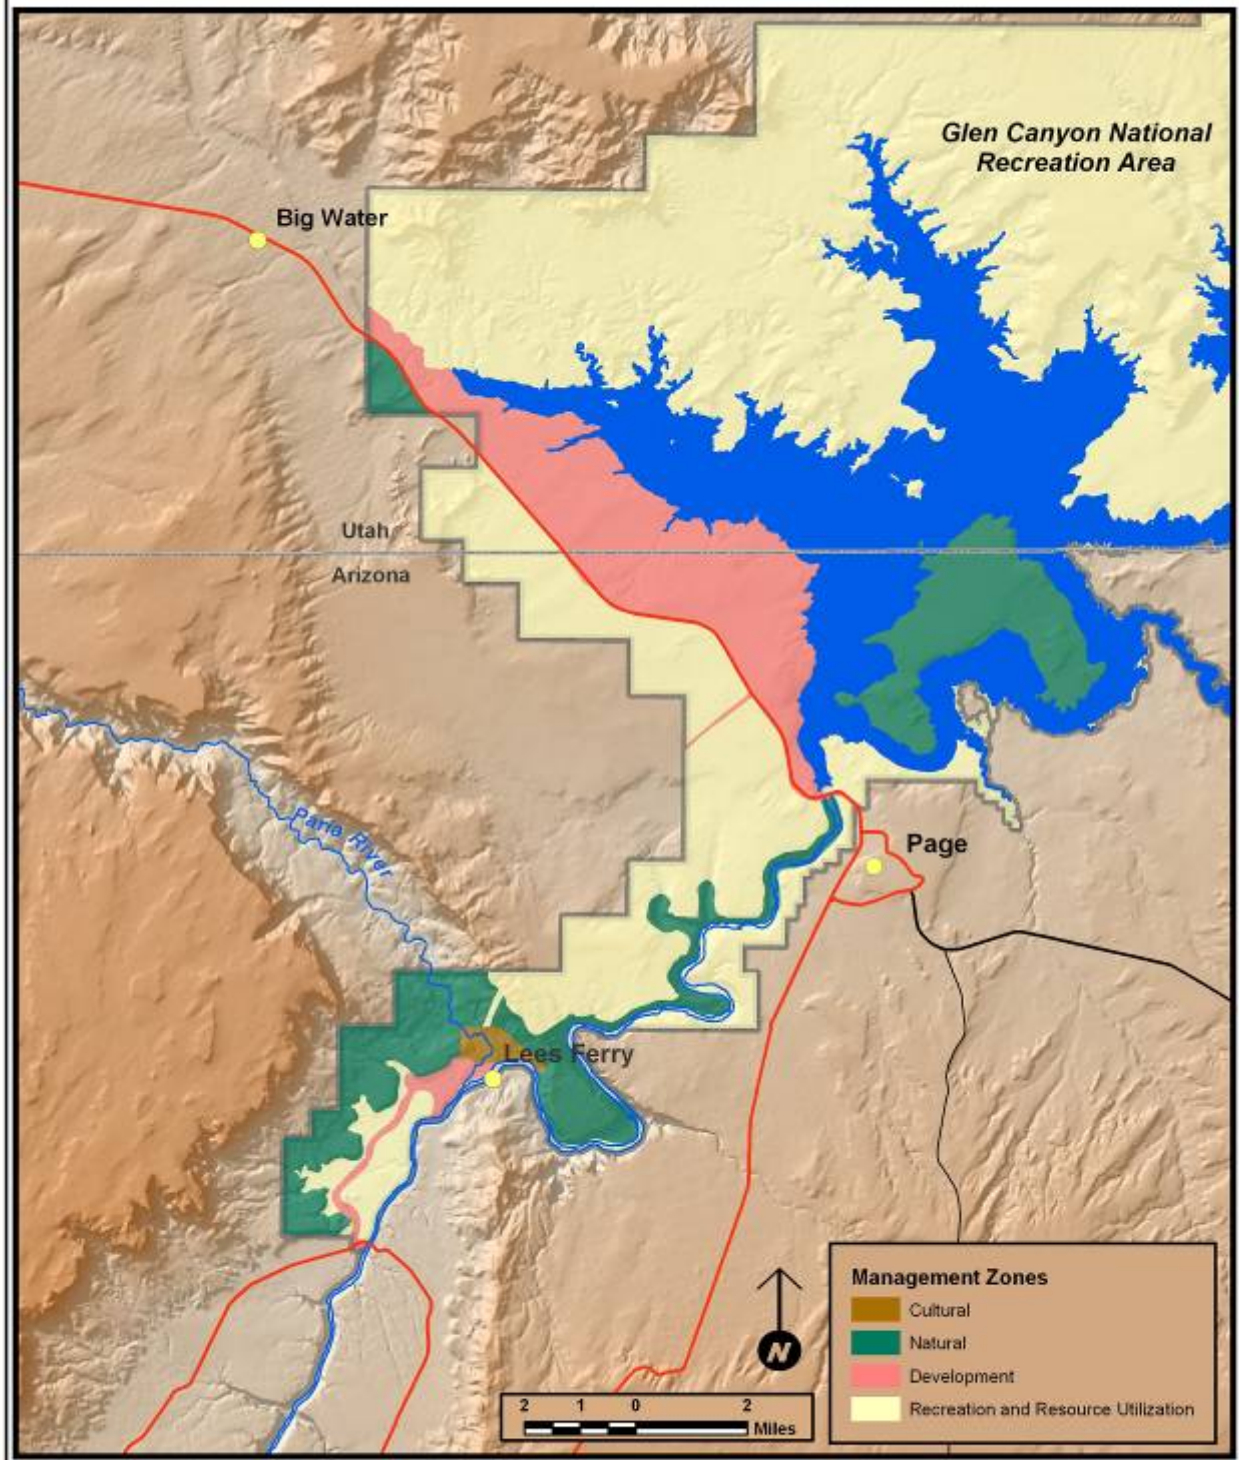 Glen Canyon National
Recreation Area
Big Water
Utah
Arizona
Paria River
Page
Lees Ferry
Management Zones
Cultural
Natural
Development
Recreation and Resource Utilization
N
2 1 0 2
Miles